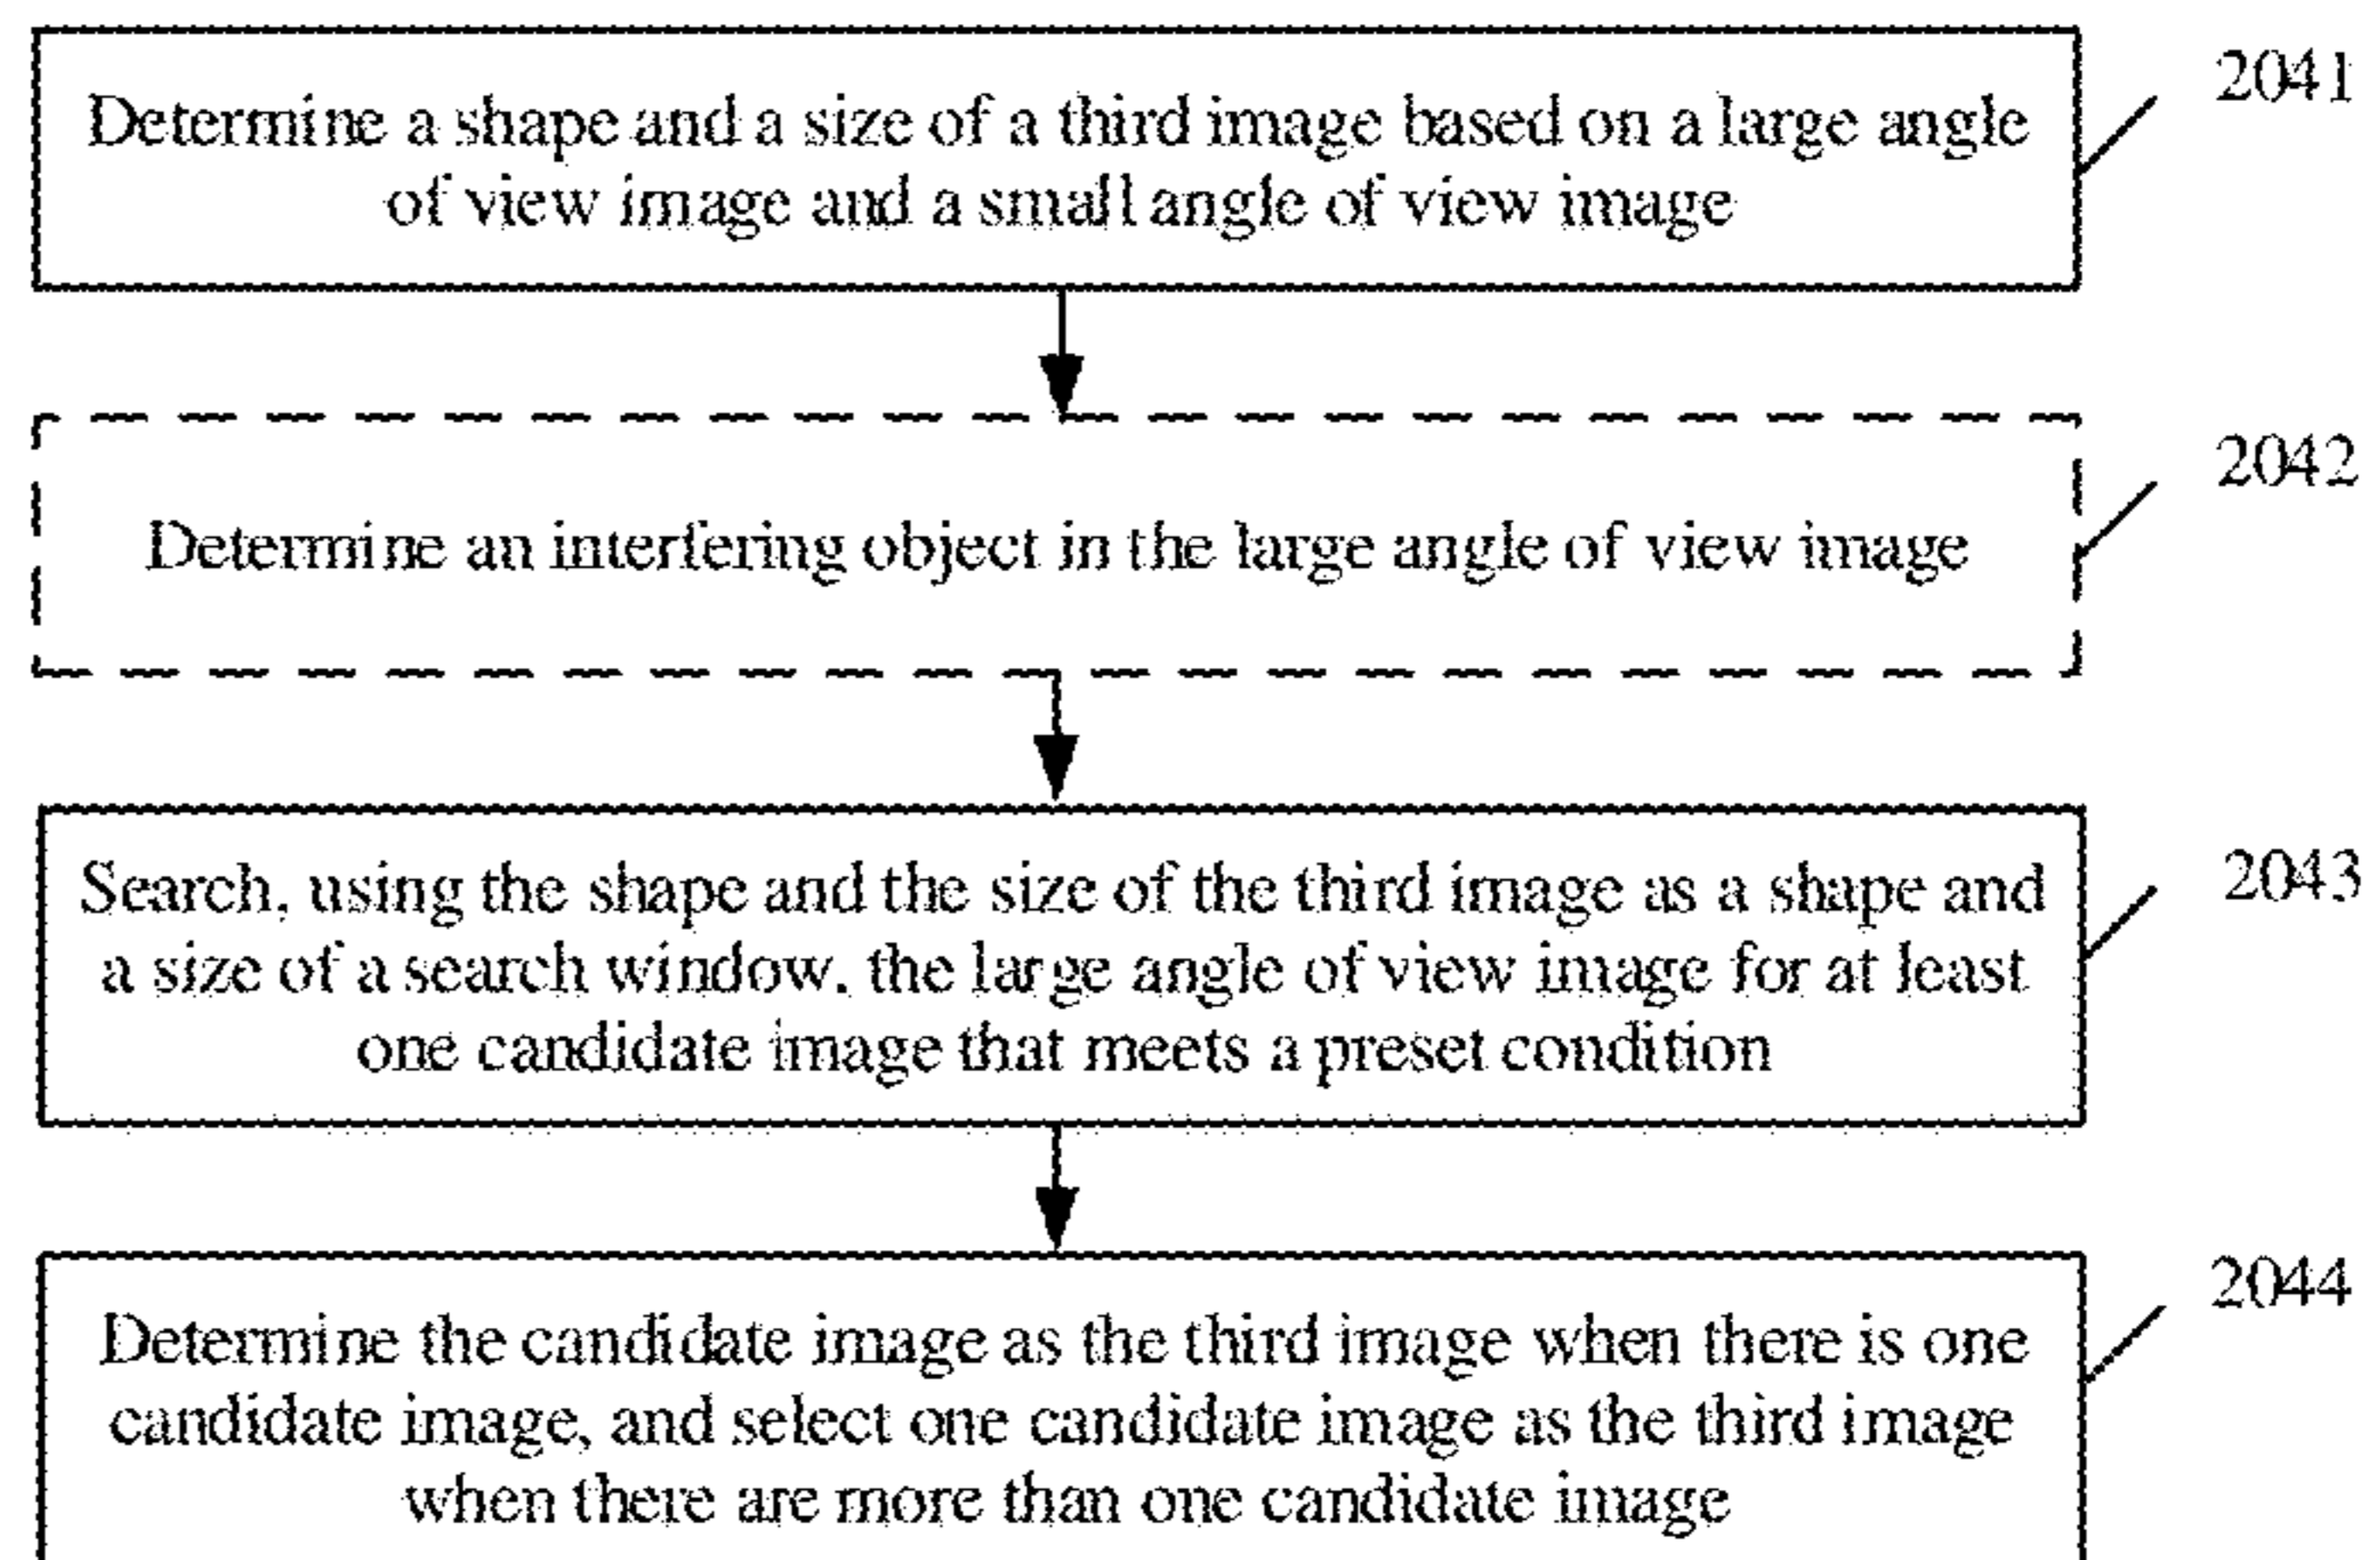 2041
Determine a shape and a size of a third image based on a large angle
of view image and a small angle of view image
2042
Determine an interfering object in the large angle of view image
2043
Search, using the shape and the size of the third image as a shape and
a size of a search window, the large angle of view image for at least
one candidate image that meets a preset condition
2044
Determine the candidate image as the third image when there is one
candidate image, and select one candidate image as the third image
when there are more than one candidate image